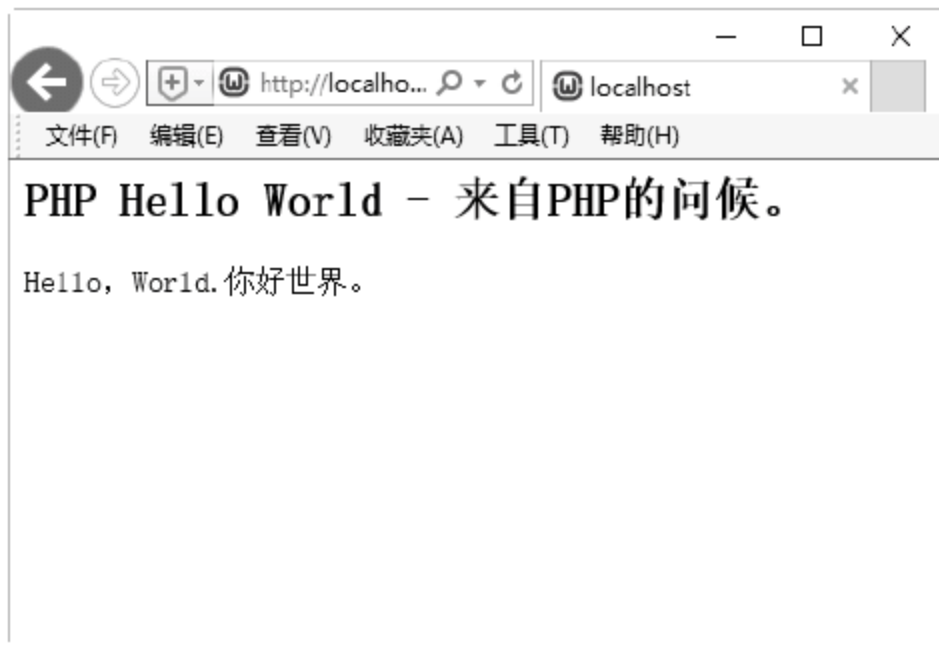 http://localho...
localhost
文件(F) 编辑(E) 查看(V) 收藏夹(A) 工具(T) 帮助(H)
PHP Hello World - 来自PHP的问候。
Hello, World.你好世界。